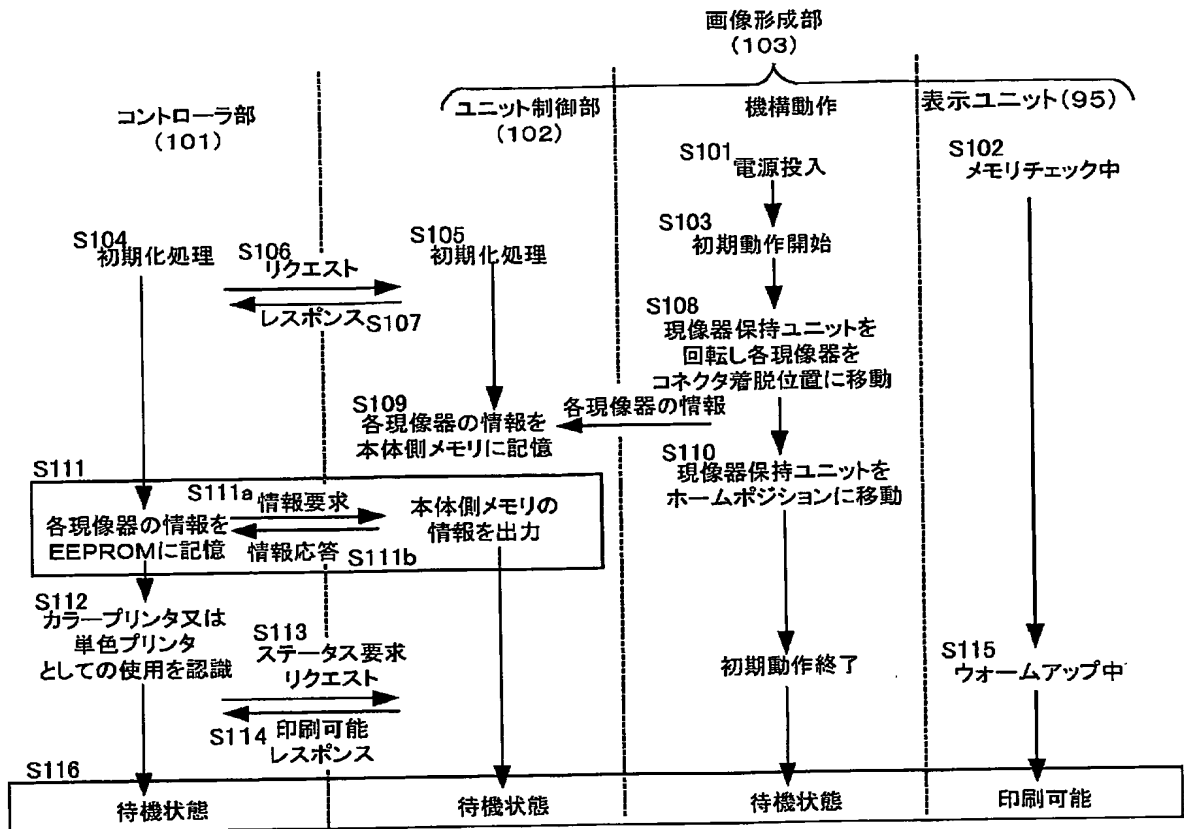 画像形成部
(103)
コントローラ部
(101)
ユニット制御部
(102)
機構動作
表示ユニット(95)
S101
電源投入
S102
メモリチェック中
S103
初期動作開始
S104
初期化処理
S105
初期化処理
S106
リクエスト
レスポンス S107
S108
現像器保持ユニットを
回転し各現像器を
コネクタ着脱位置に移動
各現像器の情報
S109
各現像器の情報を
本体側メモリに記憶
S110
現像器保持ユニットを
ホームポジションに移動
S111
S111a 情報要求
各現像器の情報を
EEPROMに記憶
本体側メモリの
情報を出力
情報応答 S111b
S112
カラープリンタ又は
単色プリンタ
としての使用を認識
S113
ステータス要求
リクエスト
S114 印刷可能
レスポンス
初期動作終了
S115
ウォームアップ中
S116
待機状態
待機状態
待機状態
印刷可能